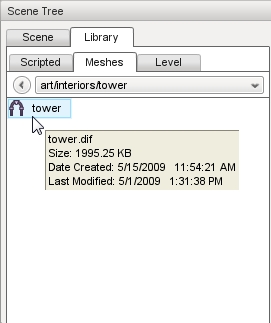 Scene Tree
Scene Library
Scripted Meshes Level
art/interiors/tower
tower
tower.dif
Size: 1995.25 KB
Date Created: 5/15/2009 11:54:21 AM
Last Modified: 5/1/2009 1:31:38 PM